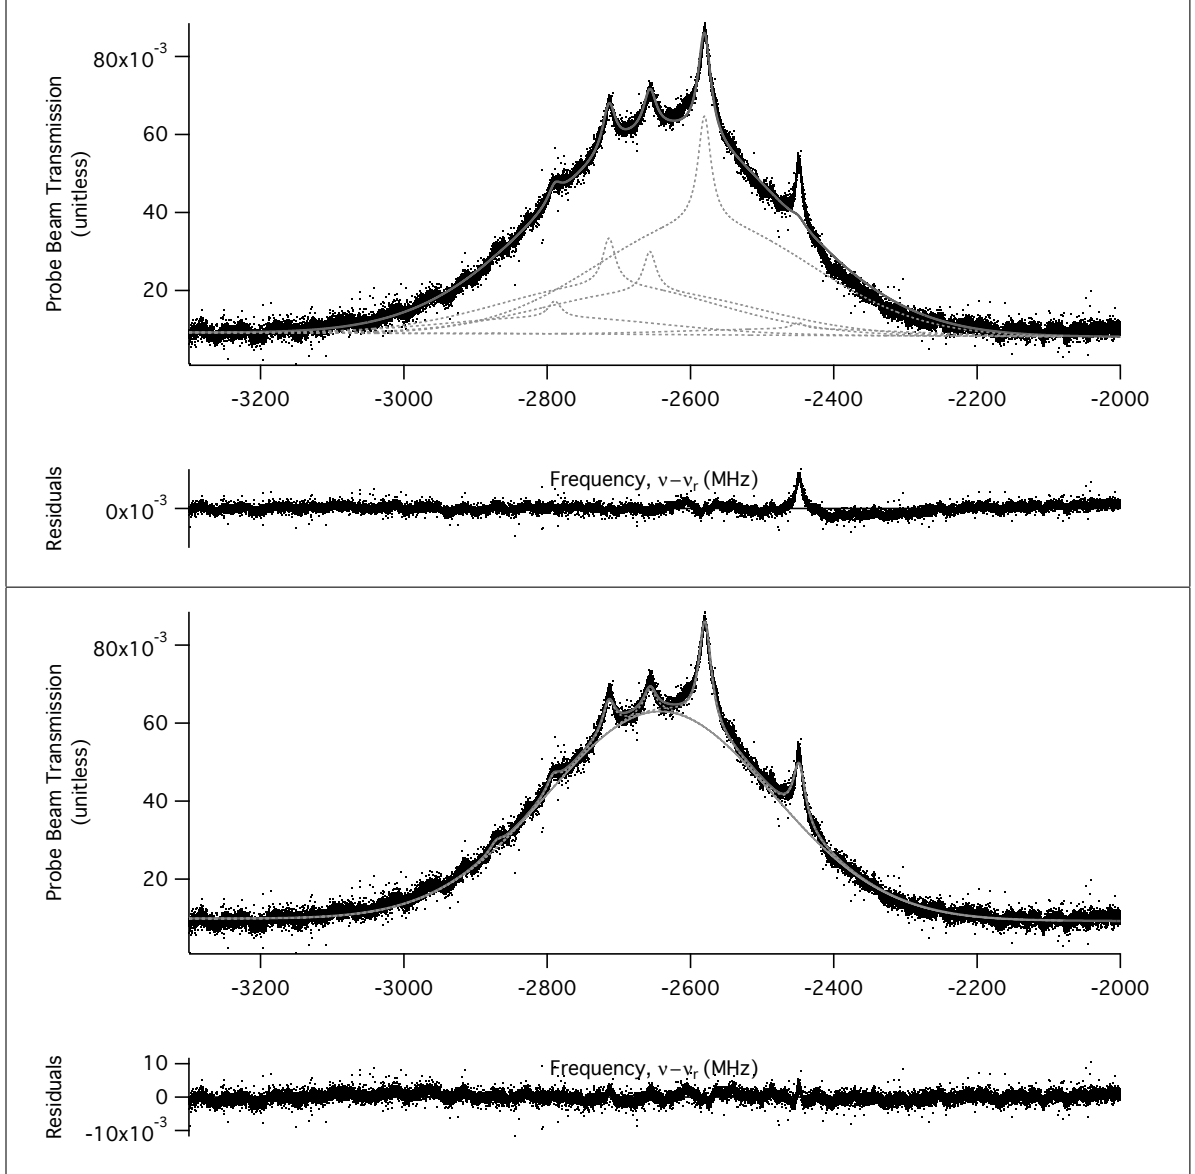 Probe Beam Transmission
(unitless)
80x10-3
60
40
20
-3200 -3000 -2800 -2600 -2400 -2200 -2000
Residuals
0x10-3
Frequency, ν−νr (MHz)
Probe Beam Transmission
(unitless)
80x10-3
60
40
20
-3200 -3000 -2800 -2600 -2400 -2200 -2000
Residuals
10
0
-10x10-3
Frequency, ν−νr (MHz)